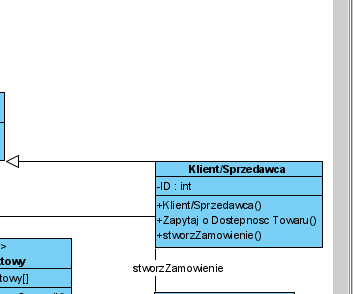 Klient/Sprzedawca
-ID : int
+Klient/Sprzedawca()
+Zapytaj o Dostepnosc Towaru()
+stworzZamowienie()
>
towy
towy[]
stworzZamowienie